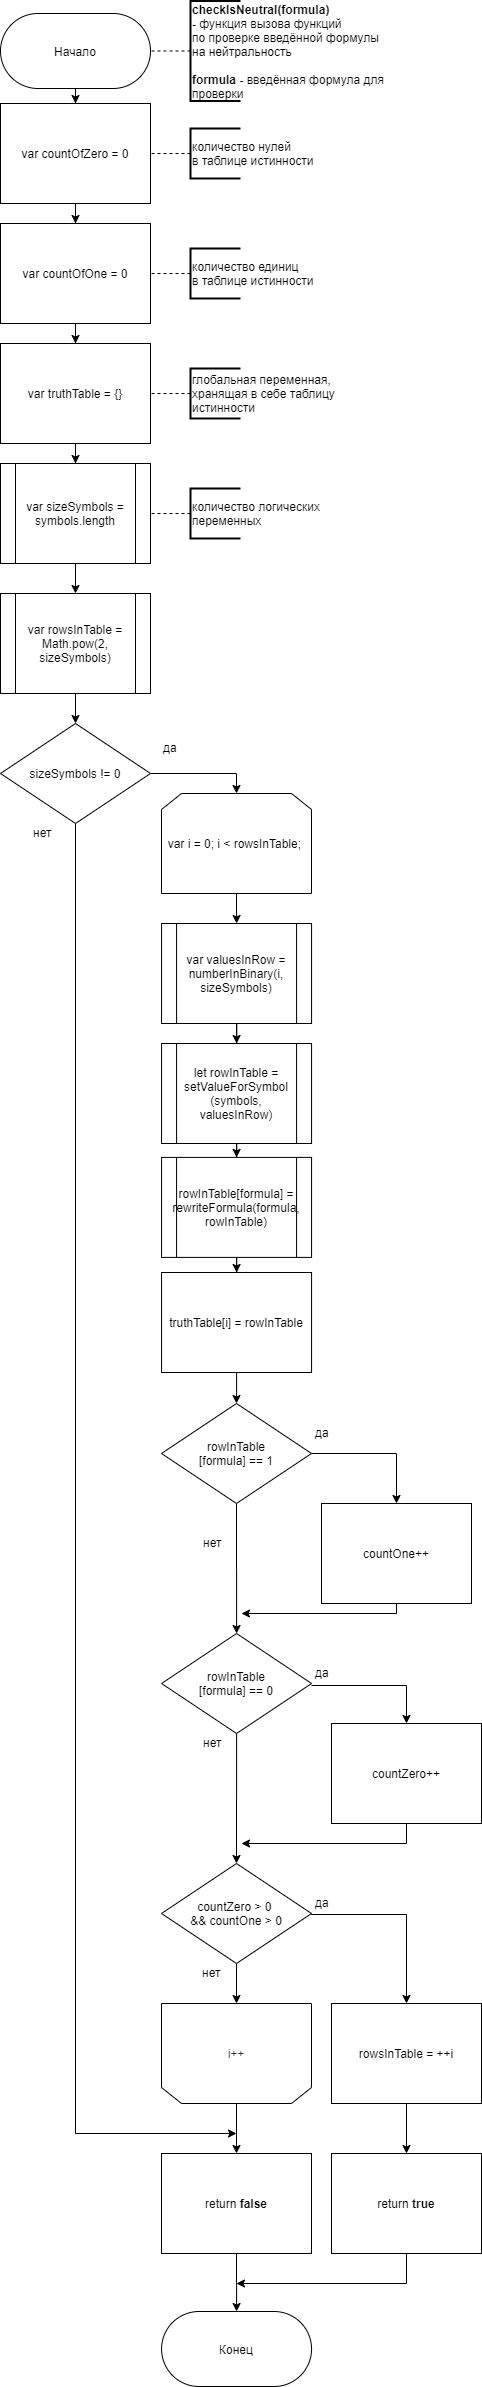 checkIsNeutral(formula)
- функция вызова функций
по проверке введённой формулы
на нейтральность
formula - введённая формула для
проверки
Начало
var countOfZero = 0
количество нулей
в таблице истинности
var countOfOne = 0
количество единиц
в таблице истинности
var truthTable = {}
глобальная переменная,
хранящая в себе таблицу
истинности
var sizeSymbols =
symbols.length
количество логических
переменных
var rowsInTable =
Math.pow(2,
sizeSymbols)
sizeSymbols != 0
да
нет
var i = 0; i < rowsInTable;
var valuesInRow =
numberInBinary(i,
sizeSymbols)
let rowInTable =
setValueForSymbol
(symbols,
valuesInRow)
rowInTable[formula] =
rewriteFormula(formula,
rowInTable)
truthTable[i] = rowInTable
rowInTable
[formula] == 1
да
нет
countOne++
rowInTable
[formula] == 0
да
нет
countZero++
countZero > 0
&& countOne > 0
да
нет
i++
rowsInTable = ++i
return false
return true
Конец